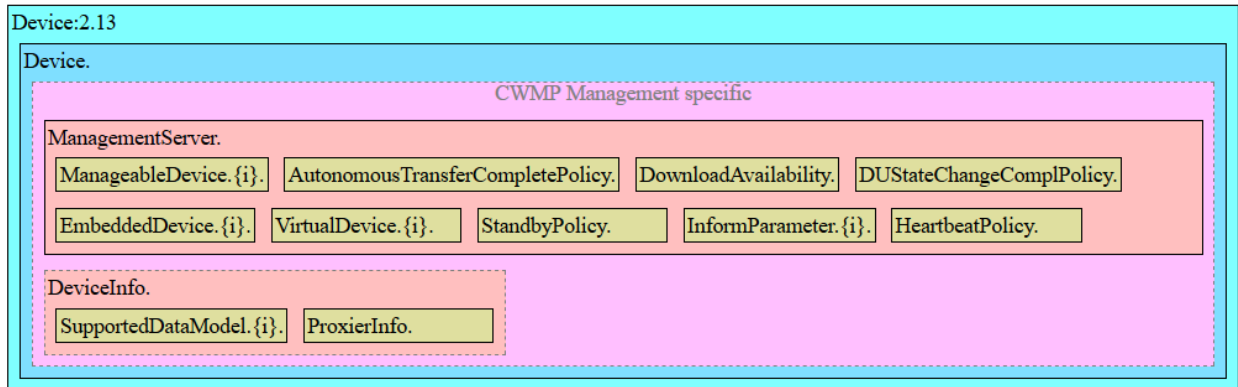 Device:2.13
Device.
CWMP Management specific
ManagementServer.
ManageableDevice.{i}. AutonomousTransferCompletePolicy. DownloadAvailability. DUStateChangeComplPolicy.
EmbeddedDevice.{i}. VirtualDevice.{i}. StandbyPolicy. InformParameter.{i}. HeartbeatPolicy.
DeviceInfo.
SupportedDataModel.{i}. ProxierInfo.